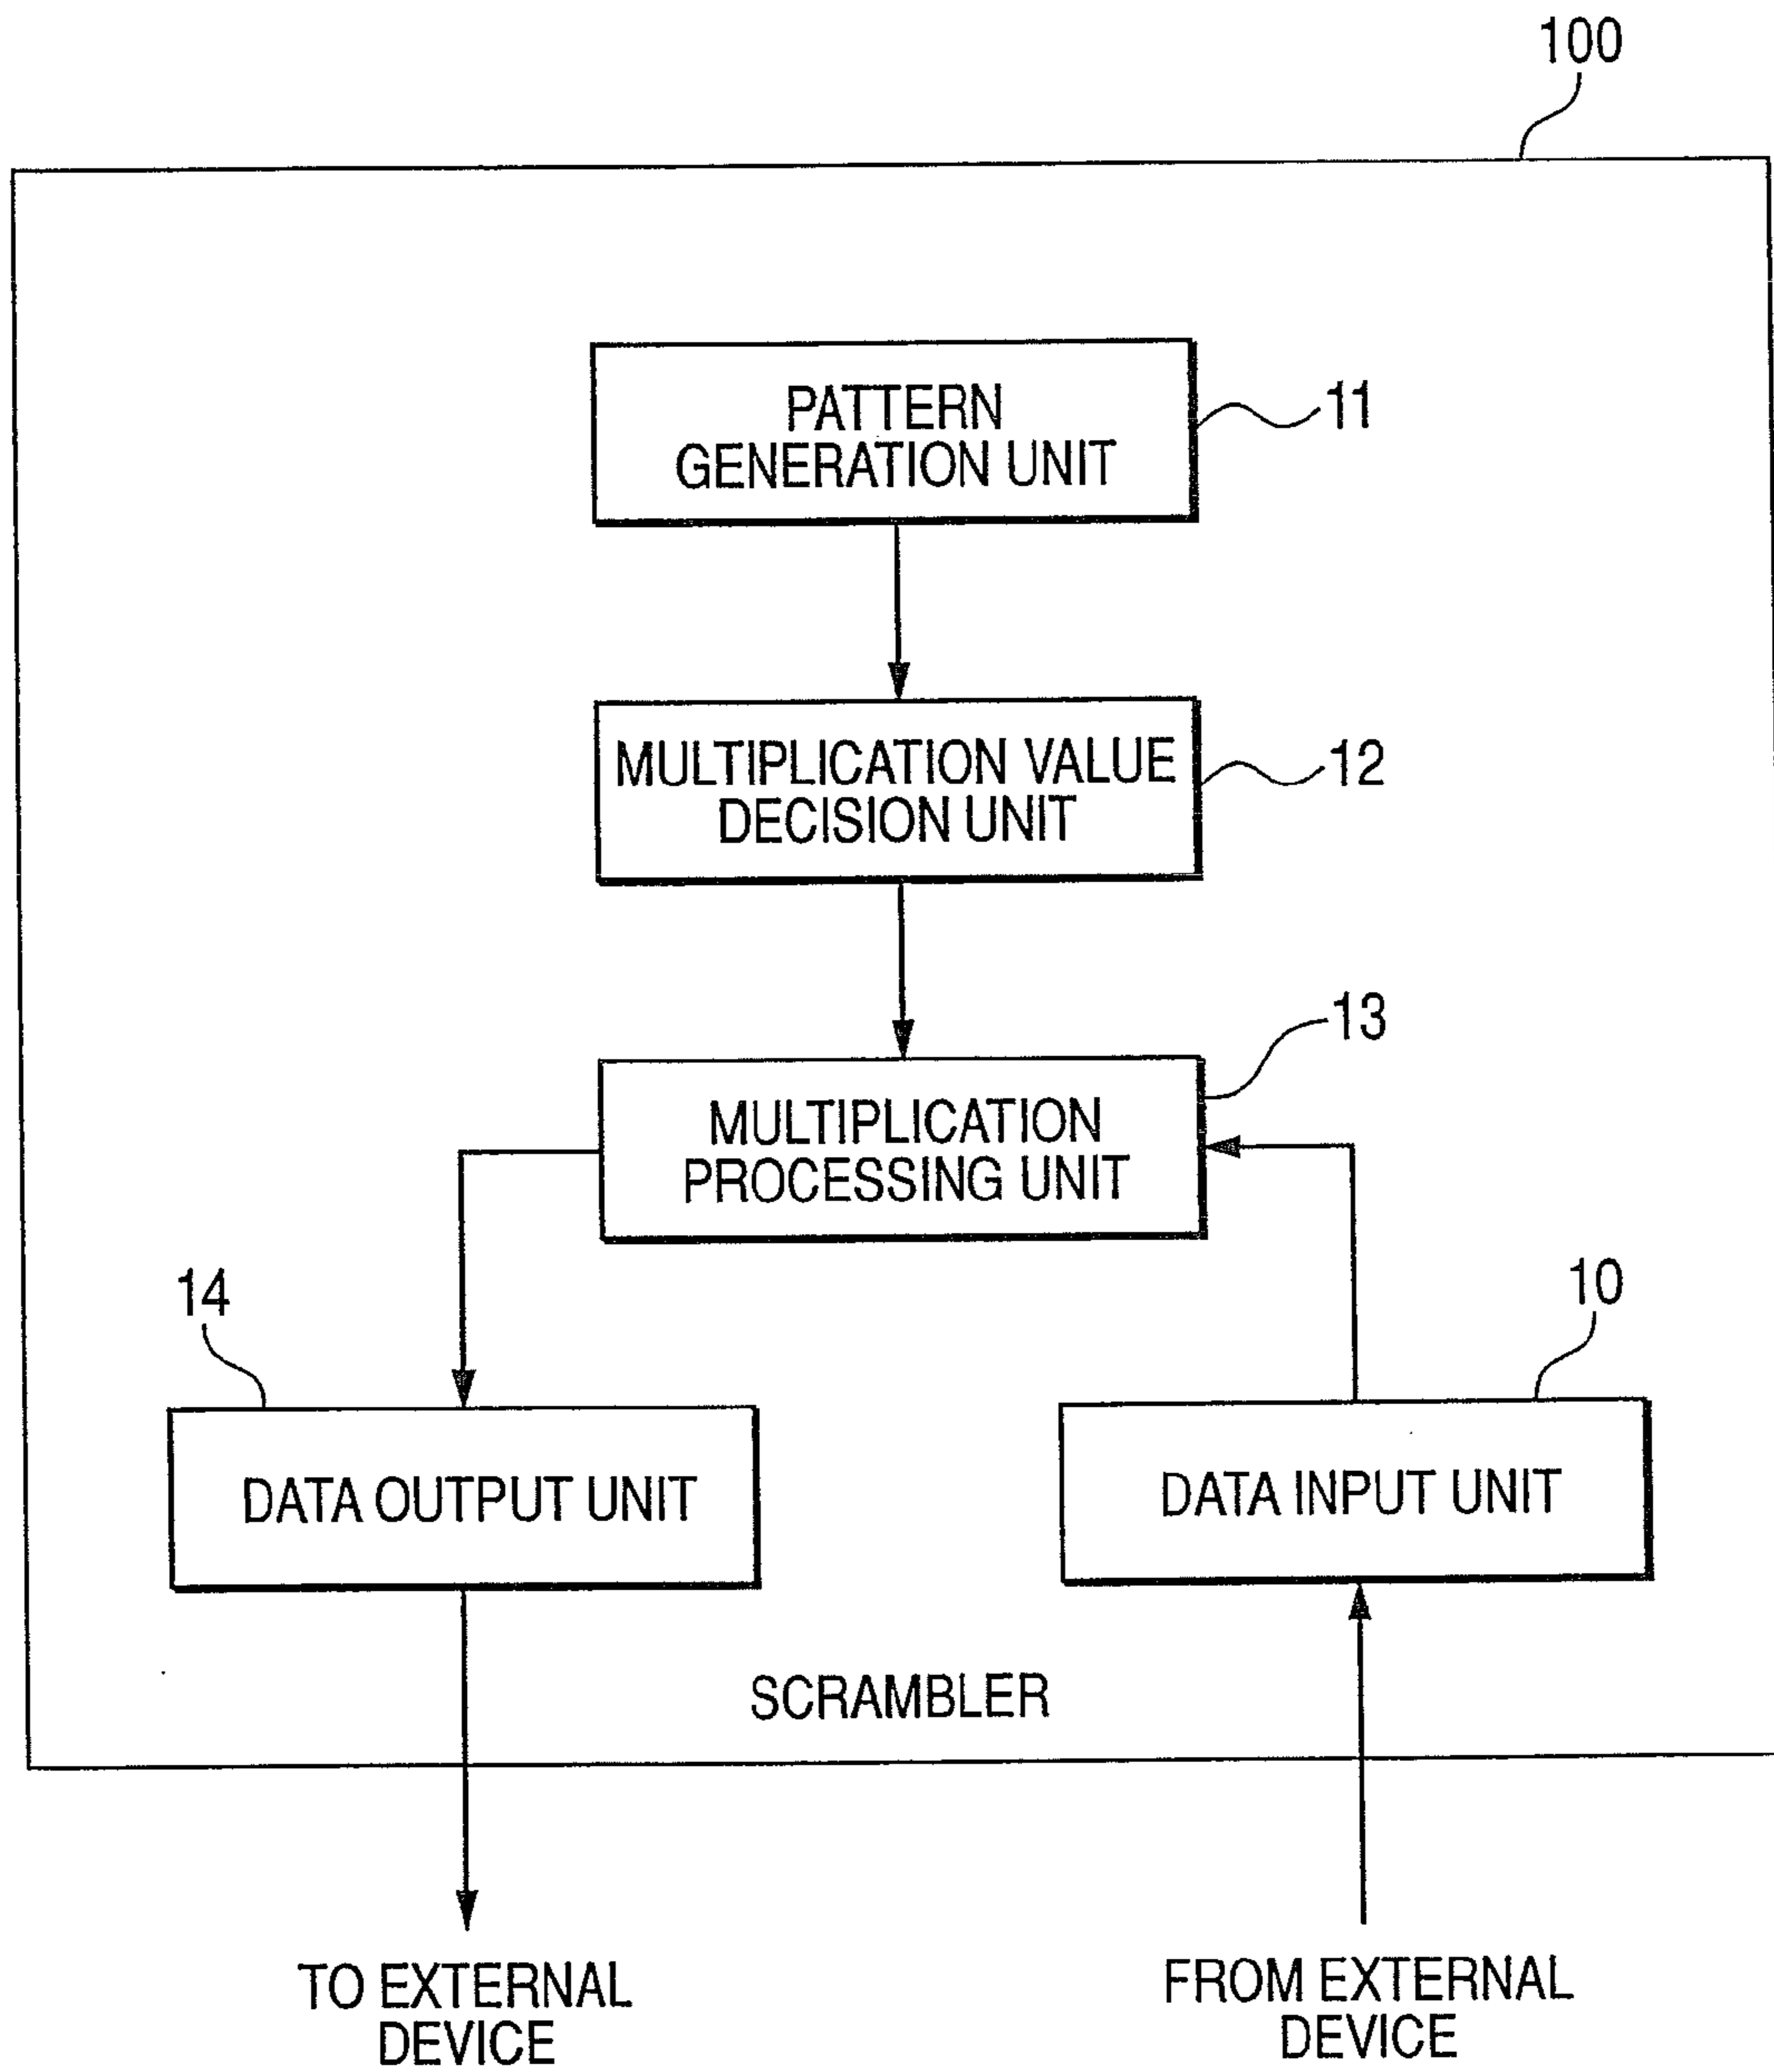 100
PATTERN
GENERATION UNIT
11
MULTIPLICATION VALUE
DECISION UNIT
12
13
MULTIPLICATION
PROCESSING UNIT
14
10
DATA OUTPUT UNIT
DATA INPUT UNIT
SCRAMBLER
TO EXTERNAL
DEVICE
FROM EXTERNAL
DEVICE